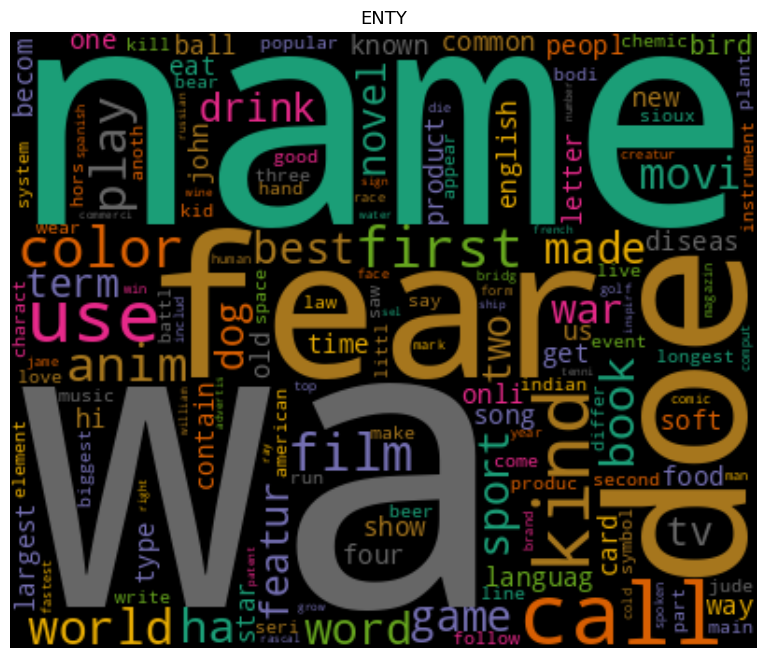 ENTY
becom one kill ball popular known common peopl chemic bird
name
eat bear bodi plant
system hors spanish play anoth russian john drink novel die product appear english letter number new sioux instrument
good three hand sign race wine water kid commerci creatur movi french
wear color human best first made diseas
term win fear face bridg live
use charact battl includ dog space law saw say form ship war golf inspir magazin
jame love anim old time littl mark sel two us get event longest comput doe
wa
music hi top indian tenni kind differ book comic soft
william advertis contain american film make onli song year
element biggest ray run come sport produc second food man
right type featur beer show four brand card symbol tv
largest fastest patent languag
write star line cold spoken part jude way main
world ha seri rascal grow word game follow call